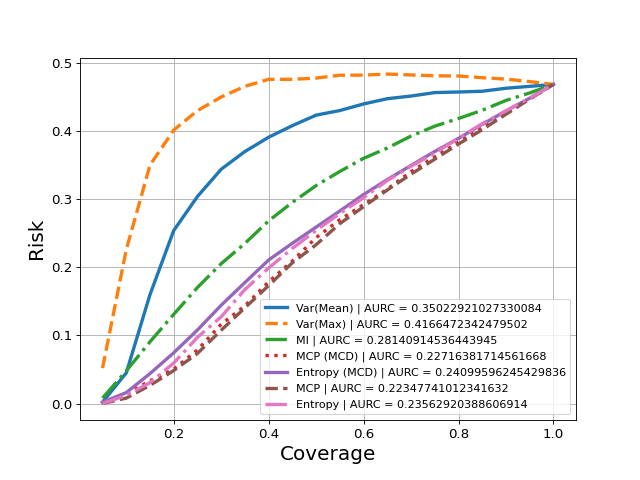 0.5
0.4
0.3
0.2
0.1
0.0
Risk
Var(Mean) | AURC = 0.35022921027330084
Var(Max) | AURC = 0.4166472342479502
MI | AURC = 0.28140914536443945
MCP (MCD) | AURC = 0.22716381714561668
Entropy (MCD) | AURC = 0.24099596245429836
MCP | AURC = 0.22347741012341632
Entropy | AURC = 0.23562920388606914
0.2 0.4 0.6 0.8 1.0
Coverage